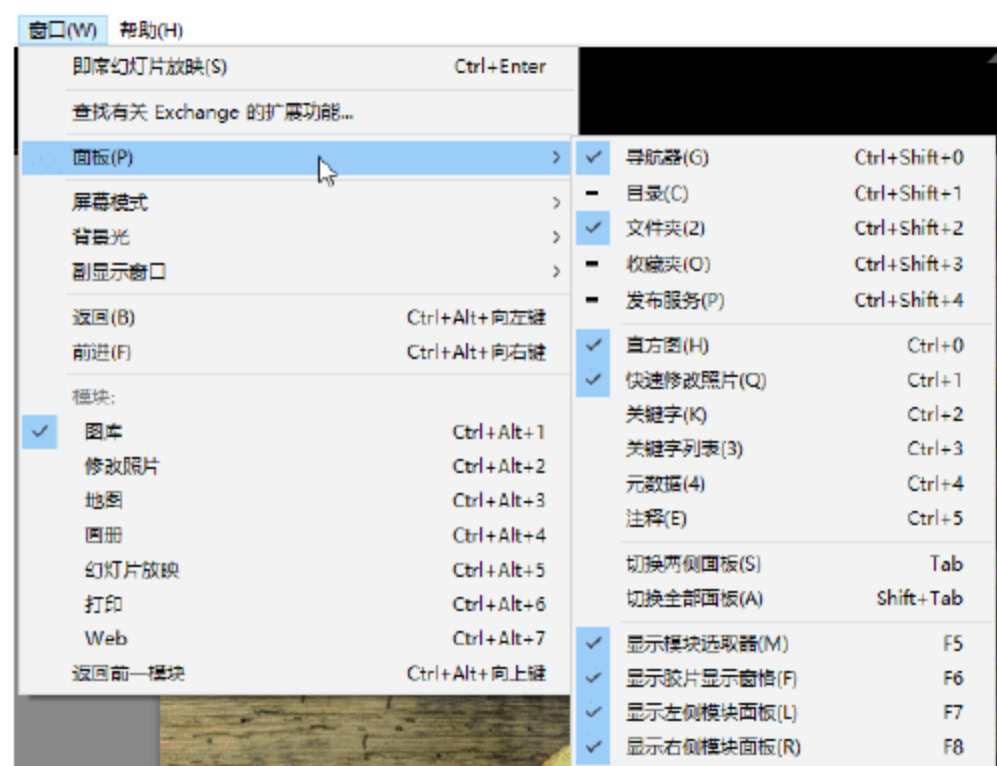 窗口(W) 帮助(H)
即席幻灯片放映(S) Ctrl+Enter
查找有关 Exchange 的扩展功能...
面板(P)
屏幕模式
背景光
副显示窗口
返回(B) Ctrl+Alt+向左键
前进(F) Ctrl+Alt+向右键
模块:
图库 Ctrl+Alt+1
修改照片 Ctrl+Alt+2
地图 Ctrl+Alt+3
画册 Ctrl+Alt+4
幻灯片放映 Ctrl+Alt+5
打印 Ctrl+Alt+6
Web Ctrl+Alt+7
返回前一模块 Ctrl+Alt+向上键
导航器(G) Ctrl+Shift+0
目录(C) Ctrl+Shift+1
文件夹(2) Ctrl+Shift+2
收藏夹(O) Ctrl+Shift+3
发布服务(P) Ctrl+Shift+4
直方图(H) Ctrl+0
快速修改照片(Q) Ctrl+1
关键字(K) Ctrl+2
关键字列表(3) Ctrl+3
元数据(4) Ctrl+4
注释(E) Ctrl+5
切换两侧面板(S) Tab
切换全部面板(A) Shift+Tab
显示模块选取器(M) F5
显示胶片显示窗格(F) F6
显示左侧模块面板(L) F7
显示右侧模块面板(R) F8